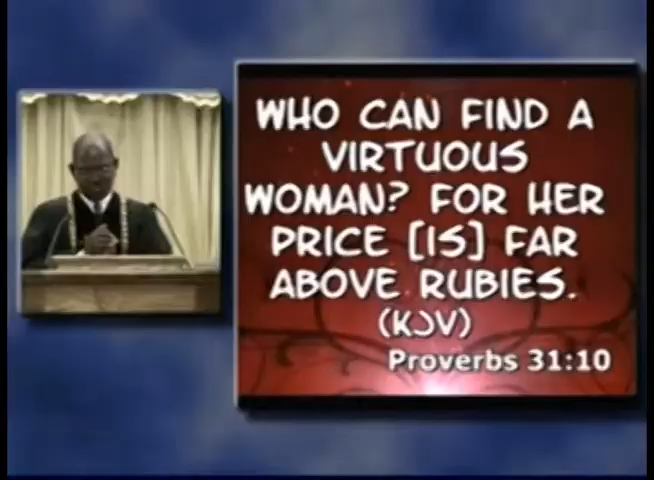 WHO CAN FIND A
VIRTUOUS
WOMAN? FOR HER
PRICE [IS] FAR
ABOVE RUBIES.
(KJV)
Proverbs 31:10